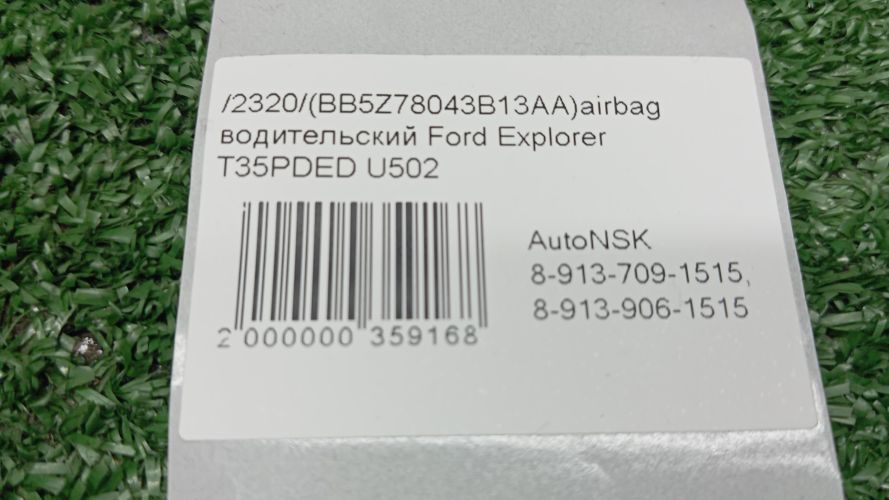 /2320/(BB5Z78043B13AA)airbag
водительский Ford Explorer
T35PDED U502
AutoNSK
8-913-709-1515,
8-913-906-1515
2 000000 359168